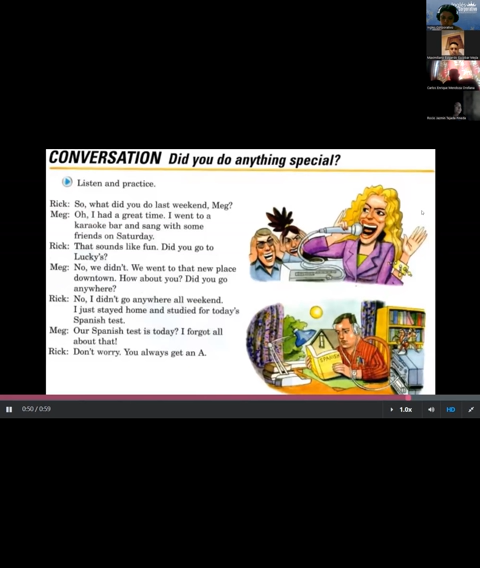 CONVERSATION Did you do anything special?
Listen and practice.
Rick: So, what did you do last weekend, Meg?
Meg: Oh, I had a great time. I went to a
karaoke bar and sang with some
friends on Saturday.
Rick: That sounds like fun. Did you go to
Lucky's?
Meg: No, we didn't. We went to that new place
downtown. How about you? Did you go
anywhere?
Rick: No, I didn't go anywhere all weekend.
I just stayed home and studied for today's
Spanish test.
Meg: Our Spanish test is today? I forgot all
about that!
Rick: Don't worry. You always get an A.
SPANISH
0:50 / 0:59
1.0x
HD